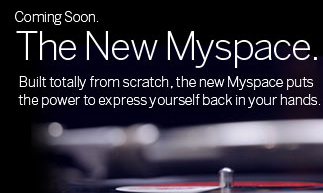 Coming Soon.
The New Myspace.
Built totally from scratch, the new Myspace puts
the power to express yourself back in your hands.